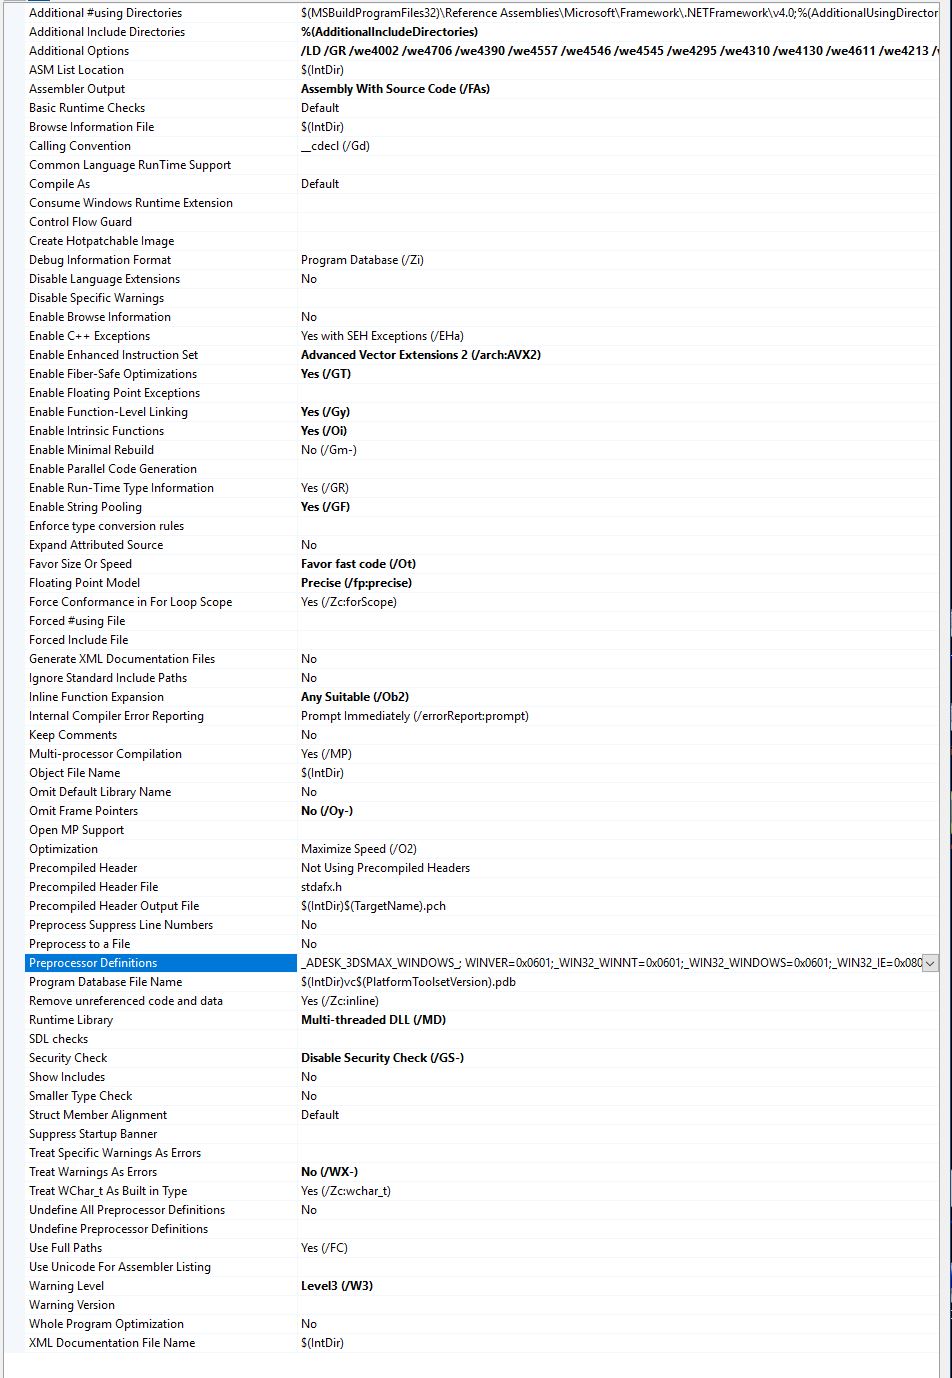 Additional #using Directories $(MSBuildProgramFiles32)\Reference Assemblies\Microsoft\Framework\.NETFramework\v4.0;%(AdditionalUsingDirector
Additional Include Directories %(AdditionalIncludeDirectories)
Additional Options /LD /GR /we4002 /we4706 /we4390 /we4557 /we4546 /we4545 /we4295 /we4310 /we4130 /we4611 /we4213 /
ASM List Location $(IntDir)
Assembler Output Assembly With Source Code (/FAs)
Basic Runtime Checks Default
Browse Information File $(IntDir)
Calling Convention __cdecl (/Gd)
Common Language RunTime Support
Compile As Default
Consume Windows Runtime Extension
Control Flow Guard
Create Hotpatchable Image
Debug Information Format Program Database (/Zi)
Disable Language Extensions No
Disable Specific Warnings
Enable Browse Information No
Enable C++ Exceptions Yes with SEH Exceptions (/EHa)
Enable Enhanced Instruction Set Advanced Vector Extensions 2 (/arch:AVX2)
Enable Fiber-Safe Optimizations Yes (/GT)
Enable Floating Point Exceptions
Enable Function-Level Linking Yes (/Gy)
Enable Intrinsic Functions Yes (/Oi)
Enable Minimal Rebuild No (/Gm-)
Enable Parallel Code Generation
Enable Run-Time Type Information Yes (/GR)
Enable String Pooling Yes (/GF)
Enforce type conversion rules
Expand Attributed Source No
Favor Size Or Speed Favor fast code (/Ot)
Floating Point Model Precise (/fp:precise)
Force Conformance in For Loop Scope Yes (/Zc:forScope)
Forced #using File
Forced Include File
Generate XML Documentation Files No
Ignore Standard Include Paths No
Inline Function Expansion Any Suitable (/Ob2)
Internal Compiler Error Reporting Prompt Immediately (/errorReport:prompt)
Keep Comments No
Multi-processor Compilation Yes (/MP)
Object File Name $(IntDir)
Omit Default Library Name No
Omit Frame Pointers No (/Oy-)
Open MP Support
Optimization Maximize Speed (/O2)
Precompiled Header Not Using Precompiled Headers
Precompiled Header File stdafx.h
Precompiled Header Output File $(IntDir)$(TargetName).pch
Preprocess Suppress Line Numbers No
Preprocess to a File No
Preprocessor Definitions _ADESK_3DSMAX_WINDOWS_; WINVER=0x0601;_WIN32_WINNT=0x0601;_WIN32_WINDOWS=0x0601;_WIN32_IE=0x080
Program Database File Name $(IntDir)vc$(PlatformToolsetVersion).pdb
Remove unreferenced code and data Yes (/Zc:inline)
Runtime Library Multi-threaded DLL (/MD)
SDL checks
Security Check Disable Security Check (/GS-)
Show Includes No
Smaller Type Check No
Struct Member Alignment Default
Suppress Startup Banner
Treat Specific Warnings As Errors
Treat Warnings As Errors No (/WX-)
Treat WChar_t As Built in Type Yes (/Zc:wchar_t)
Undefine All Preprocessor Definitions No
Undefine Preprocessor Definitions
Use Full Paths Yes (/FC)
Use Unicode For Assembler Listing
Warning Level Level3 (/W3)
Warning Version
Whole Program Optimization No
XML Documentation File Name $(IntDir)